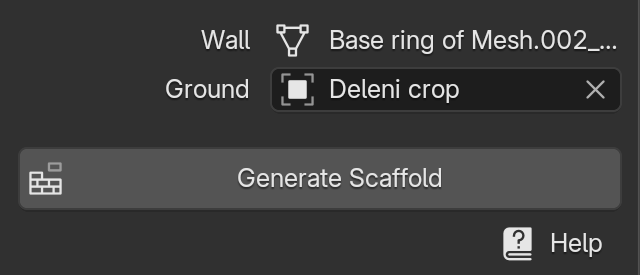 Wall Base ring of Mesh.002_...
Ground Deleni crop
Generate Scaffold
Help